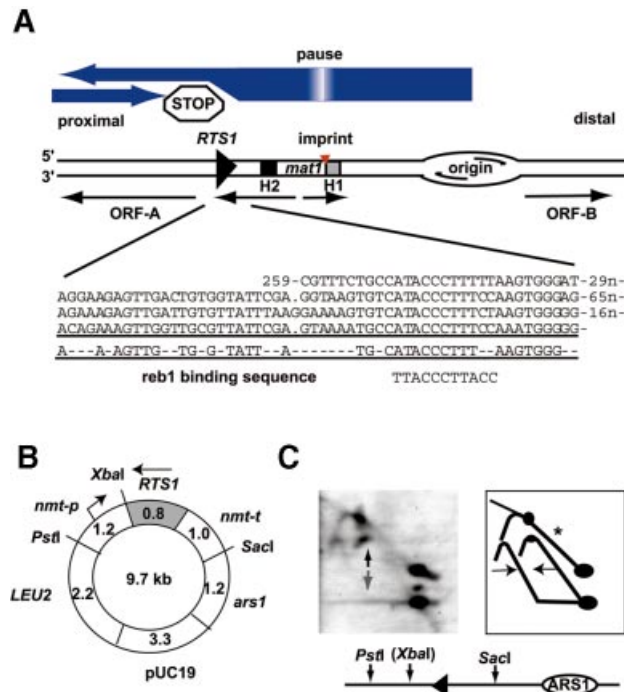 A
pause
STOP
proximal
distal
RTS1
imprint
5'
3'
mat1
H2
H1
origin
ORF-A
ORF-B
259-CGTTTCTGCCATACCCTTTTTAAGTGGGAT-29n-
AGGAAGAGTTGACTGTGGTATTCGA.GGTAAGTGTCATACCCTTTCCAAGTGGGAG-65n-
AGAAAGAGTTGATTGTGTTATTTAAGGAAAAGTGTCATACCCTTTCTAAGTGGGGG-16n-
ACAGAAAGTTGGTTGCGTTATTCGA.GTAAAATGTCATACCCTTTCCAAATGGGGG-
A---A-AGTTG--TG-G-TATT--A-------TG-CATACCCTTT---AAGTGGG--
reb1 binding sequence
TTACCCTTACC
B
XbaI
RTS1
nmt-p
0.8
nmt-t
PstI
1.2
1.0
SacI
9.7 kb
LEU2
2.2
1.2
ars1
3.3
pUC19
C
*
PstI (XbaI)
SacI
ARS1